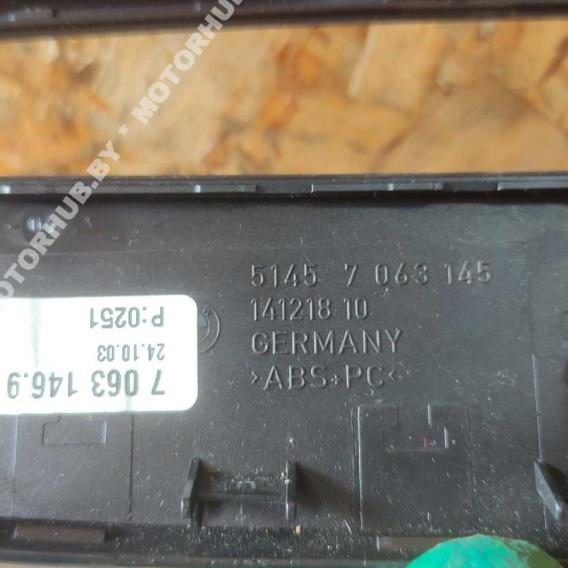 MOTORHUB.BY * MOTORHUB
5145 7 063 145
141218 10
GERMANY
>ABS+PC<
7 063 146.9
24.10.03
P:0251